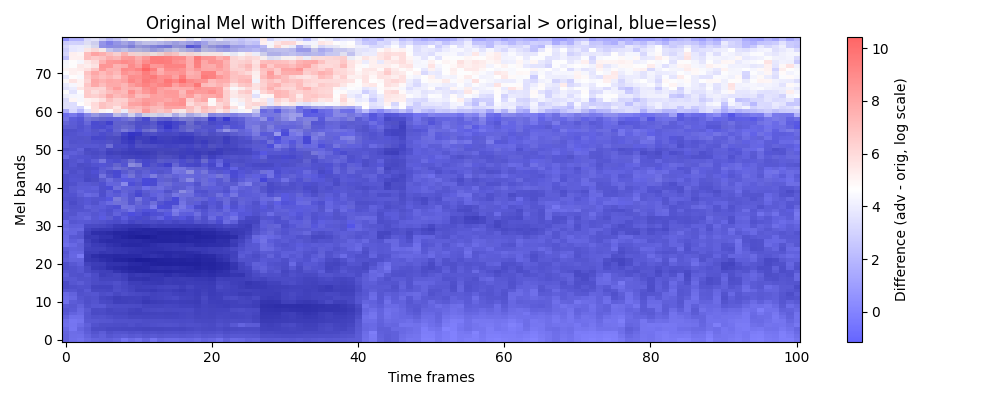 Original Mel with Differences (red=adversarial > original, blue=less)
70
60
50
40
30
20
10
0
Mel bands
0 20 40 60 80 100
Time frames
10
8
6
4
2
0
Difference (adv - orig, log scale)